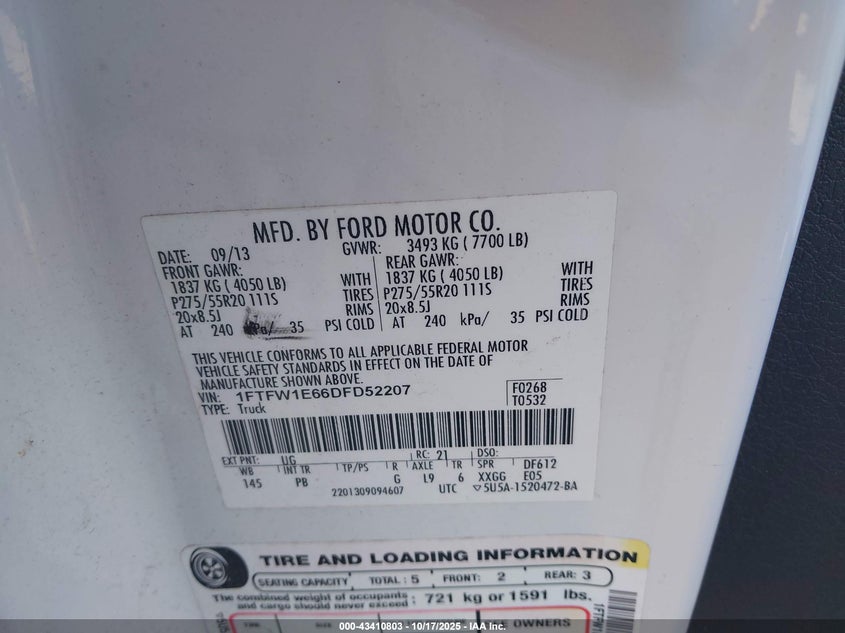 MFD. BY FORD MOTOR CO.
DATE: 09/13 GVWR: 3493 KG ( 7700 LB)
FRONT GAWR: REAR GAWR:
1837 KG ( 4050 LB) WITH 1837 KG ( 4050 LB) WITH
P275/55R20 111S TIRES P275/55R20 111S TIRES
20x8.5J RIMS 20x8.5J RIMS
AT 240 kPa/ 35 PSI COLD AT 240 kPa/ 35 PSI COLD
THIS VEHICLE CONFORMS TO ALL APPLICABLE FEDERAL MOTOR
VEHICLE SAFETY STANDARDS IN EFFECT ON THE DATE OF
MANUFACTURE SHOWN ABOVE.
VIN: 1FTFW1E66DFD52207 F0268
TYPE: Truck T0532
EXT PNT: UG RC: 21 DSO:
WB INT TR TP/PS R AXLE TR SPR DF612
145 PB G L9 6 XXGG E05
2201309094607 UTC 5U5A-1520472-BA
TIRE AND LOADING INFORMATION
SEATING CAPACITY TOTAL : 5 FRONT: 2 REAR: 3
The combined weight of occupants
and cargo should never exceed : 721 kg or 1591 lbs.
OWNERS
000-43410803 - 10/17/2025 - IAA Inc.